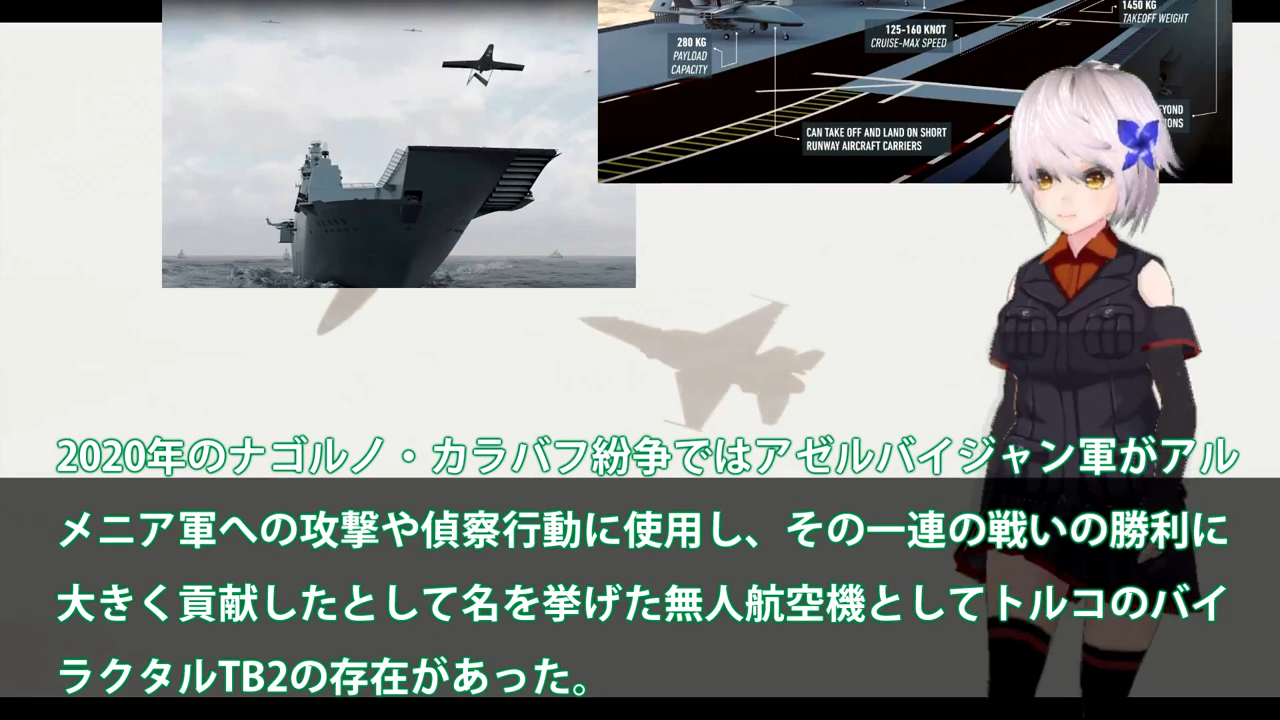 1450 KG
TAKEOFF WEIGHT
125-160 KNOT
CRUISE-MAX SPEED
280 KG
PAYLOAD
CAPACITY
CAN TAKE OFF AND LAND ON SHORT
RUNWAY AIRCRAFT CARRIERS
2020年のナゴルノ・カラバフ紛争ではアゼルバイジャン軍がアル
メニア軍への攻撃や偵察行動に使用し、その一連の戦いの勝利に
大きく貢献したとして名を挙げた無人航空機としてトルコのバイ
ラクタルTB2の存在があった。